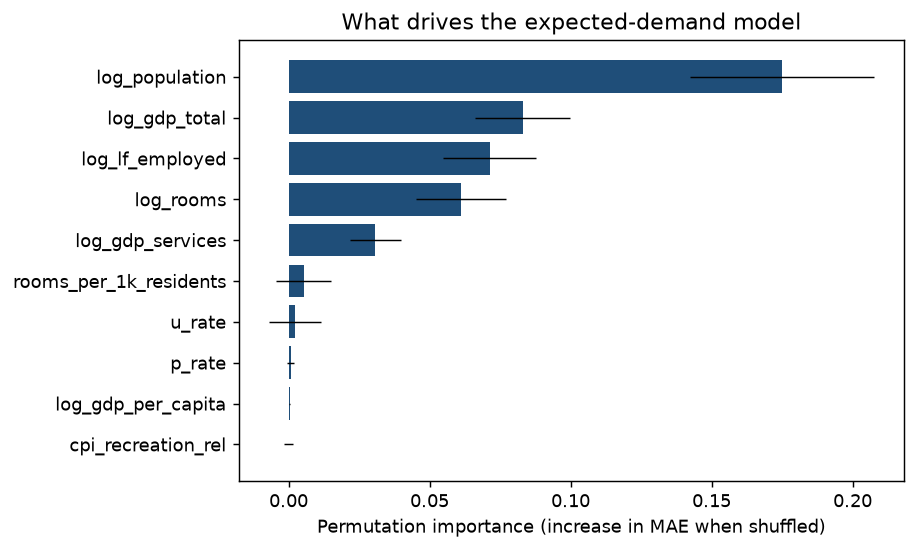 What drives the expected-demand model
log_population
log_gdp_total
log_lf_employed
log_rooms
log_gdp_services
rooms_per_1k_residents
u_rate
p_rate
log_gdp_per_capita
cpi_recreation_rel
0.00 0.05 0.10 0.15 0.20
Permutation importance (increase in MAE when shuffled)